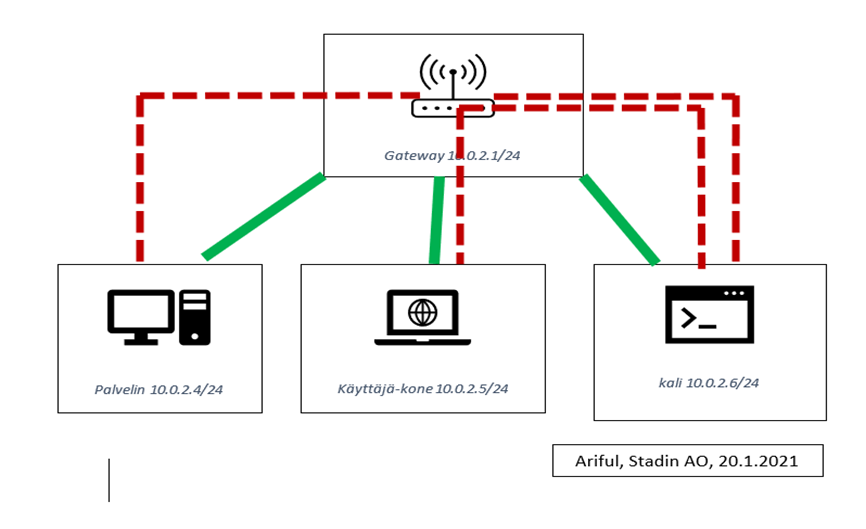 Gateway 10.0.2.1/24
Palvelin 10.0.2.4/24
Käyttäjä-kone 10.0.2.5/24
kali 10.0.2.6/24
Ariful, Stadin AO, 20.1.2021